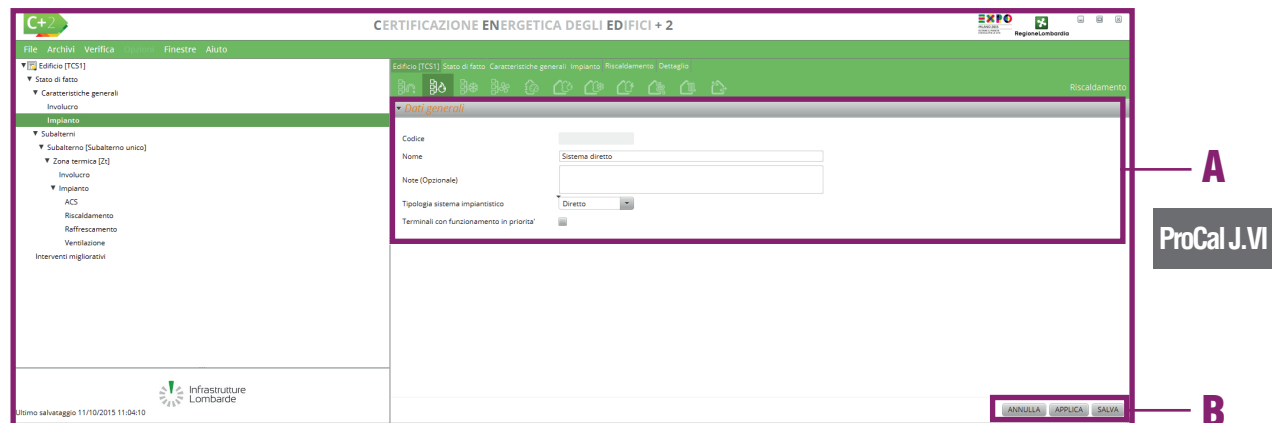 C+2
CERTIFICAZIONE ENERGETICA DEGLI EDIFICI + 2
EXPO
MILANO 2015
RegioneLombardia
File Archivi Verifica Opzioni Finestre Aiuto
Edificio [TCS1]
Stato di fatto
Caratteristiche generali
Involucro
Impianto
Subalterni
Subalterno [Subalterno unico]
Zona termica [Zt]
Involucro
Impianto
ACS
Riscaldamento
Raffrescamento
Ventilazione
Interventi migliorativi
Infrastrutture
Lombarde
Ultimo salvataggio 11/10/2015 11:04:10
Edificio [TCS1] Stato di fatto Caratteristiche generali Impianto Riscaldamento Dettaglio
Riscaldamento
Dati generali
Codice
Nome Sistema diretto
Note (Opzionale)
Tipologia sistema impiantistico Diretto
Terminali con funzionamento in priorita'
ANNULLA APPLICA SALVA
A
ProCal J.VI
B